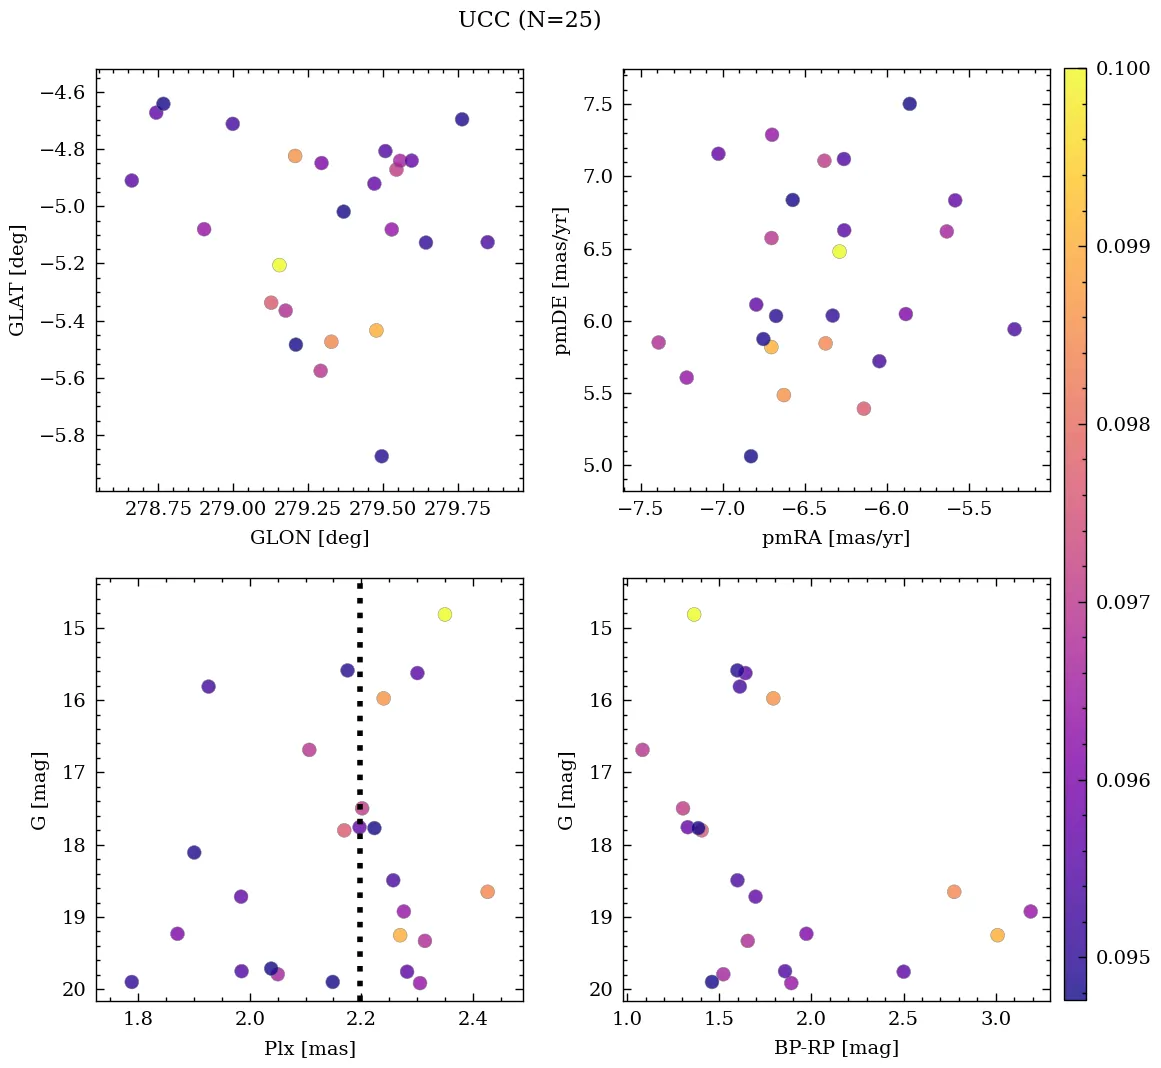 UCC (N=25)
−4.6
−4.8
−5.0
−5.2
−5.4
−5.6
−5.8
GLAT [deg]
278.75 279.00 279.25 279.50 279.75
GLON [deg]
7.5
7.0
6.5
6.0
5.5
5.0
pmDE [mas/yr]
−7.5 −7.0 −6.5 −6.0 −5.5
pmRA [mas/yr]
0.100
0.099
0.098
0.097
0.096
0.095
15
16
17
18
19
20
G [mag]
1.8 2.0 2.2 2.4
Plx [mas]
15
16
17
18
19
20
G [mag]
1.0 1.5 2.0 2.5 3.0
BP-RP [mag]